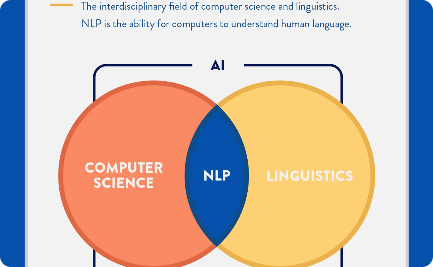 The interdisciplinary field of computer science and linguistics.
NLP is the ability for computers to understand human language.
AI
COMPUTER
SCIENCE
NLP
LINGUISTICS